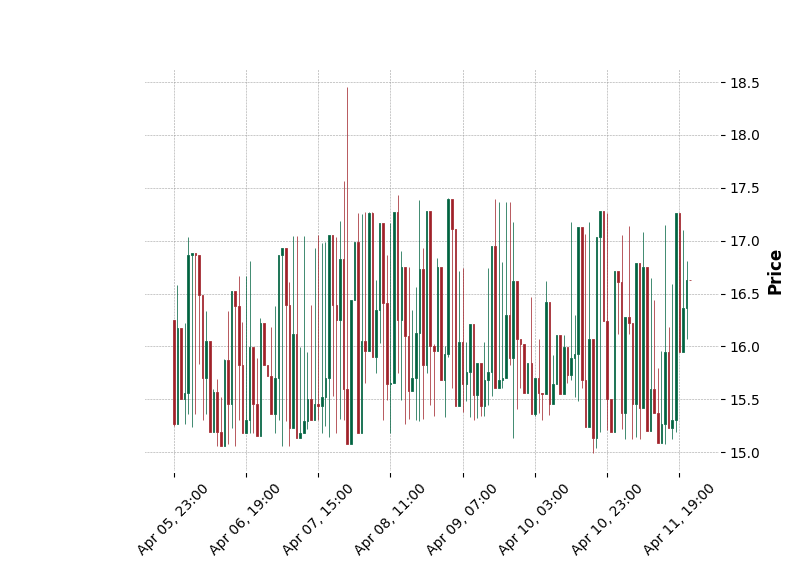 18.5
18.0
17.5
17.0
16.5
16.0
15.5
15.0
Price
Apr 05, 23:00
Apr 06, 19:00
Apr 07, 15:00
Apr 08, 11:00
Apr 09, 07:00
Apr 10, 03:00
Apr 10, 23:00
Apr 11, 19:00